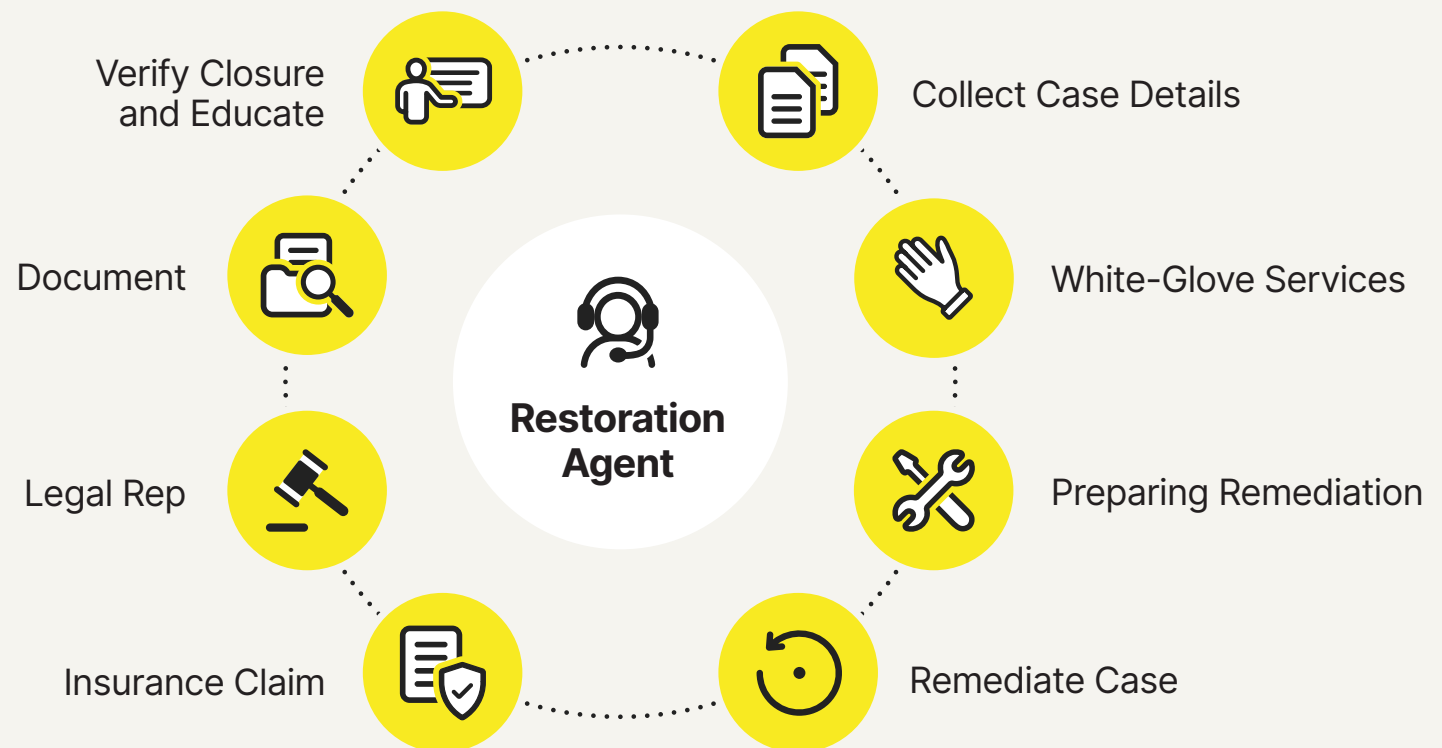 Verify Closure
and Educate
Collect Case Details
Document
White-Glove Services
Restoration
Agent
Legal Rep
Preparing Remediation
Insurance Claim
Remediate Case